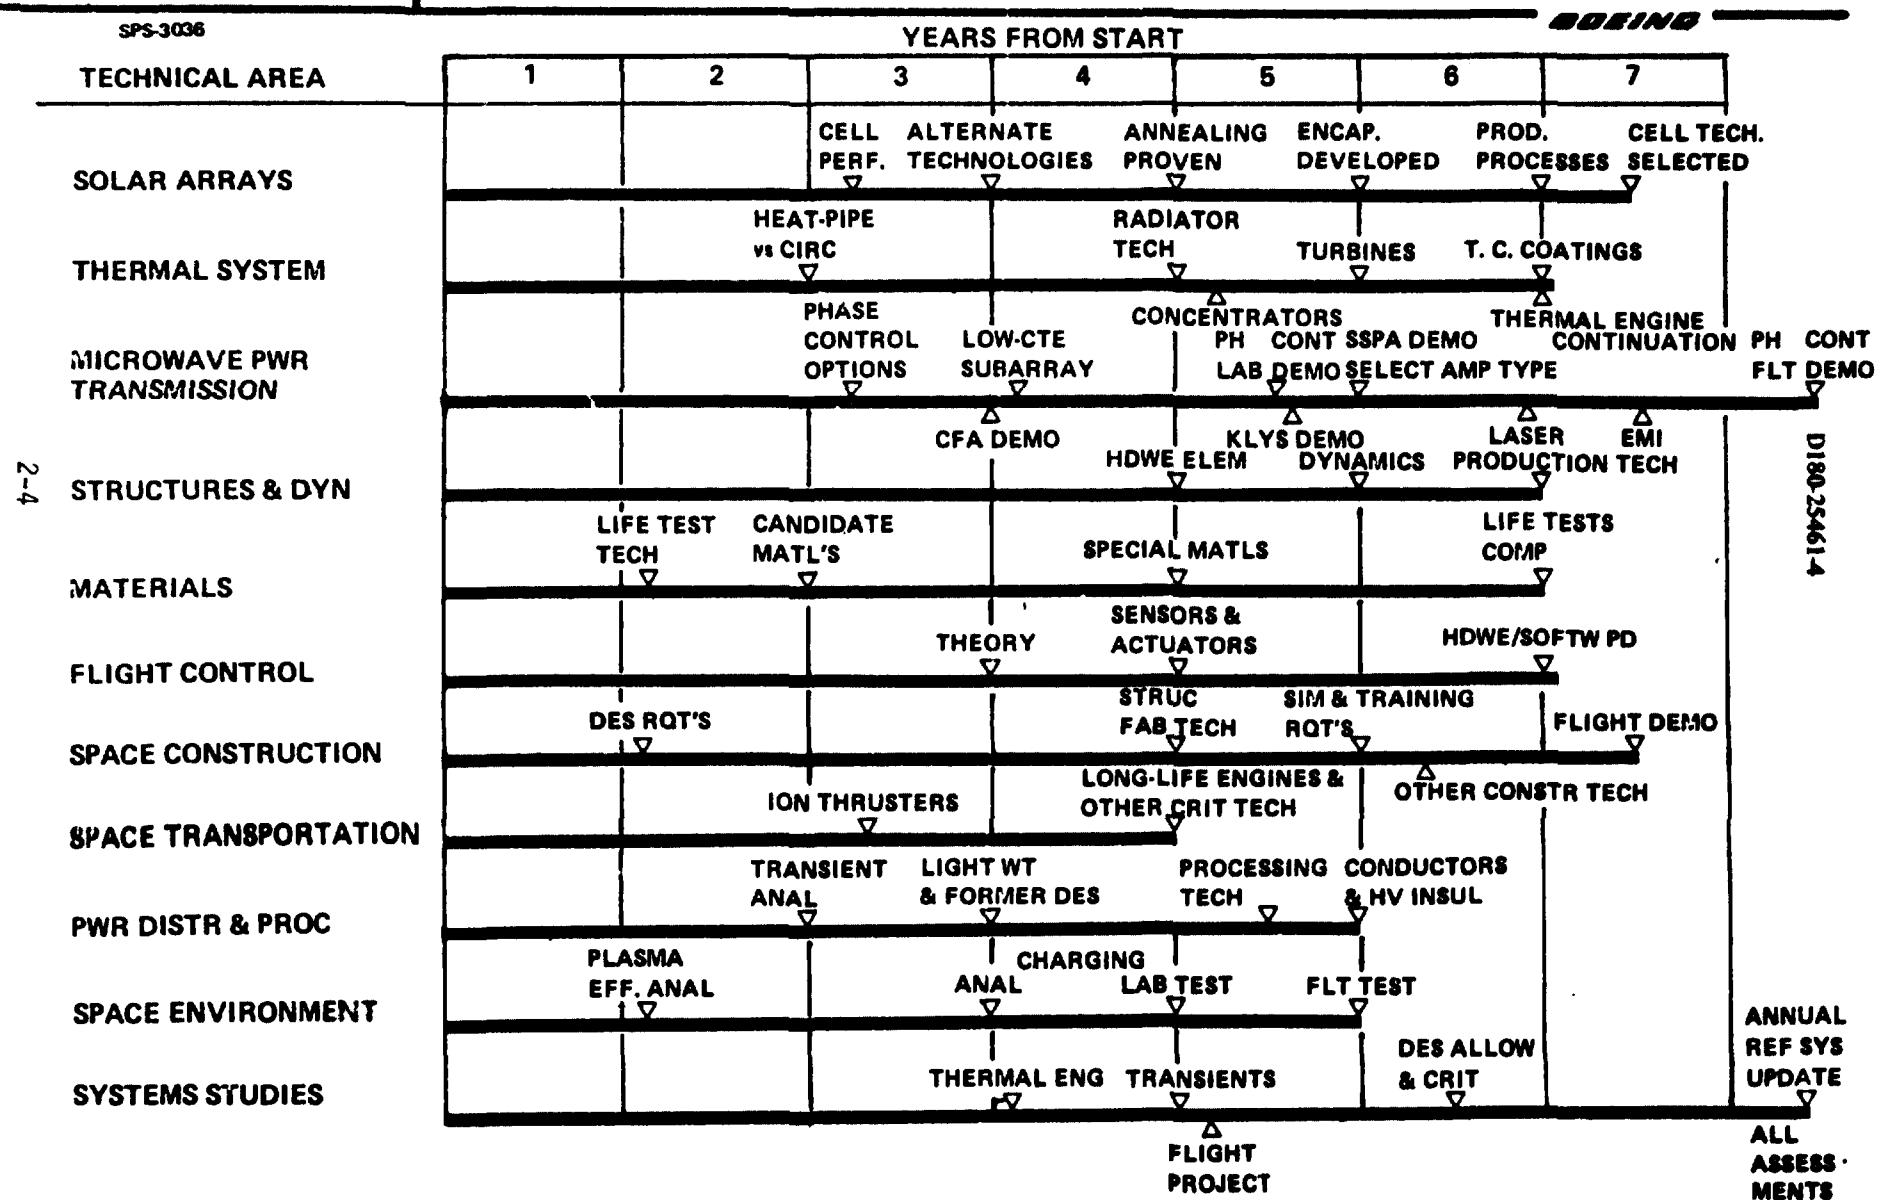 SPS-3036
BOEING
YEARS FROM START
TECHNICAL AREA
1 2 3 4 5 6 7
CELL ALTERNATE ANNEALING ENCAP. PROD. CELL TECH.
PERF. TECHNOLOGIES PROVEN DEVELOPED PROCESSES SELECTED
SOLAR ARRAYS
HEAT-PIPE RADIATOR
vs CIRC TECH TURBINES T. C. COATINGS
THERMAL SYSTEM
PHASE CONCENTRATORS THERMAL ENGINE
CONTROL LOW-CTE PH CONT SSPA DEMO CONTINUATION PH CONT
OPTIONS SUBARRAY LAB DEMO SELECT AMP TYPE FLT DEMO
MICROWAVE PWR
TRANSMISSION
CFA DEMO KLYS DEMO LASER EMI
HDWE ELEM DYNAMICS PRODUCTION TECH
STRUCTURES & DYN
LIFE TEST CANDIDATE LIFE TESTS
TECH MATL'S SPECIAL MATLS COMP
MATERIALS
SENSORS &
THEORY ACTUATORS HDWE/SOFTW PD
FLIGHT CONTROL
STRUC SIM & TRAINING
DES RQT'S FAB TECH RQT'S FLIGHT DEMO
SPACE CONSTRUCTION
LONG-LIFE ENGINES & OTHER CONSTR TECH
ION THRUSTERS OTHER CRIT TECH
SPACE TRANSPORTATION
TRANSIENT LIGHT WT PROCESSING CONDUCTORS
ANAL & FORMER DES TECH & HV INSUL
PWR DISTR & PROC
PLASMA CHARGING
EFF. ANAL ANAL LAB TEST FLT TEST
SPACE ENVIRONMENT
ANNUAL
DES ALLOW REF SYS
THERMAL ENG TRANSIENTS & CRIT UPDATE
SYSTEMS STUDIES
FLIGHT ALL
PROJECT ASSESS-
MENTS
2-4
D180-25461-4